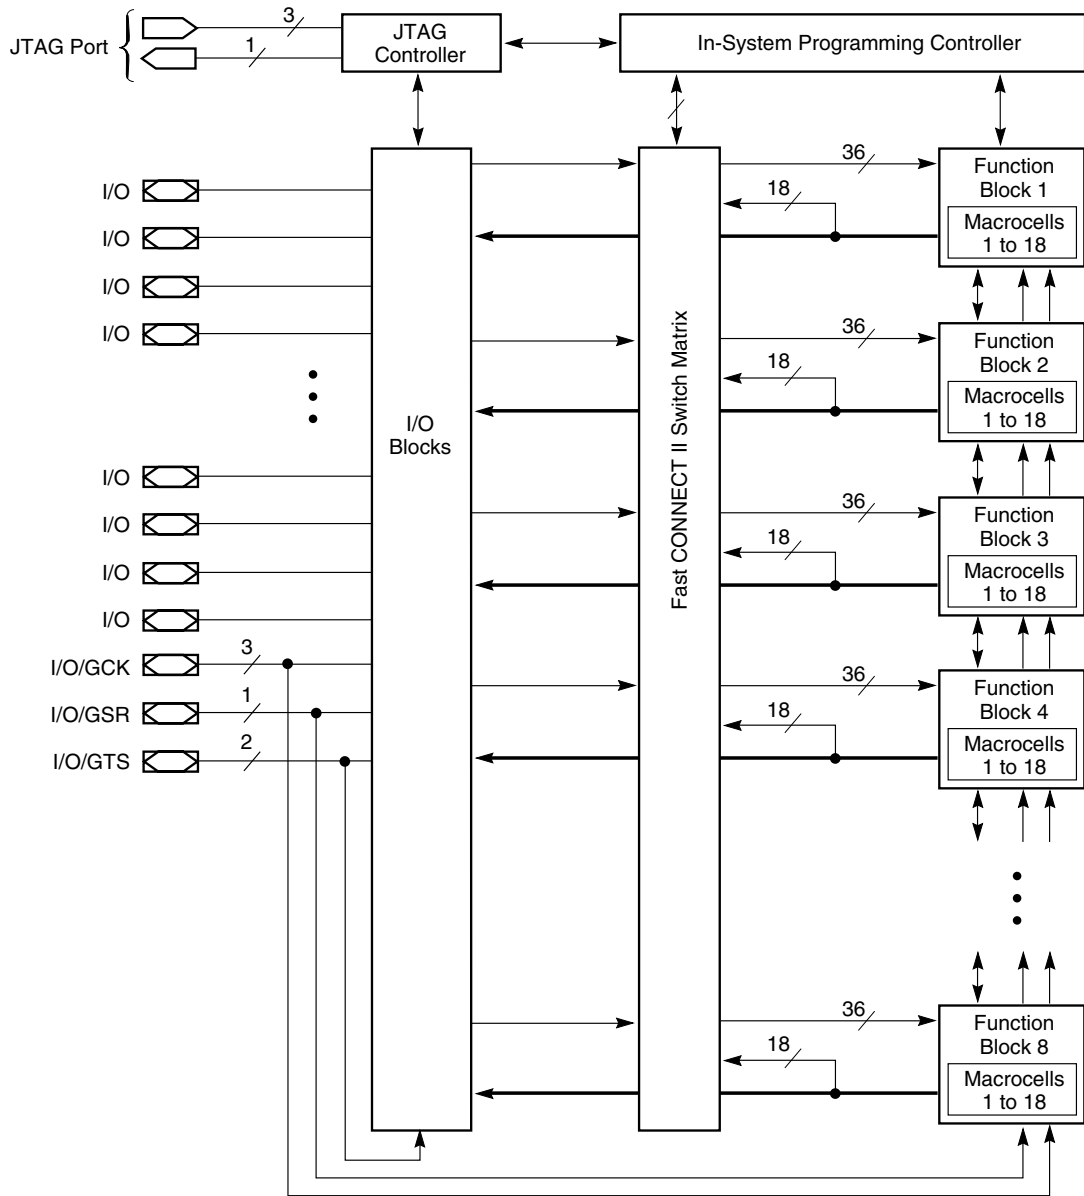 JTAG Port
3
1
JTAG
Controller
In-System Programming Controller
I/O
I/O
I/O
I/O
I/O
I/O
I/O
I/O
I/O/GCK
3
I/O/GSR
1
I/O/GTS
2
I/O
Blocks
Fast CONNECT II Switch Matrix
36
18
Function
Block 1
Macrocells
1 to 18
36
18
Function
Block 2
Macrocells
1 to 18
36
18
Function
Block 3
Macrocells
1 to 18
36
18
Function
Block 4
Macrocells
1 to 18
36
18
Function
Block 8
Macrocells
1 to 18